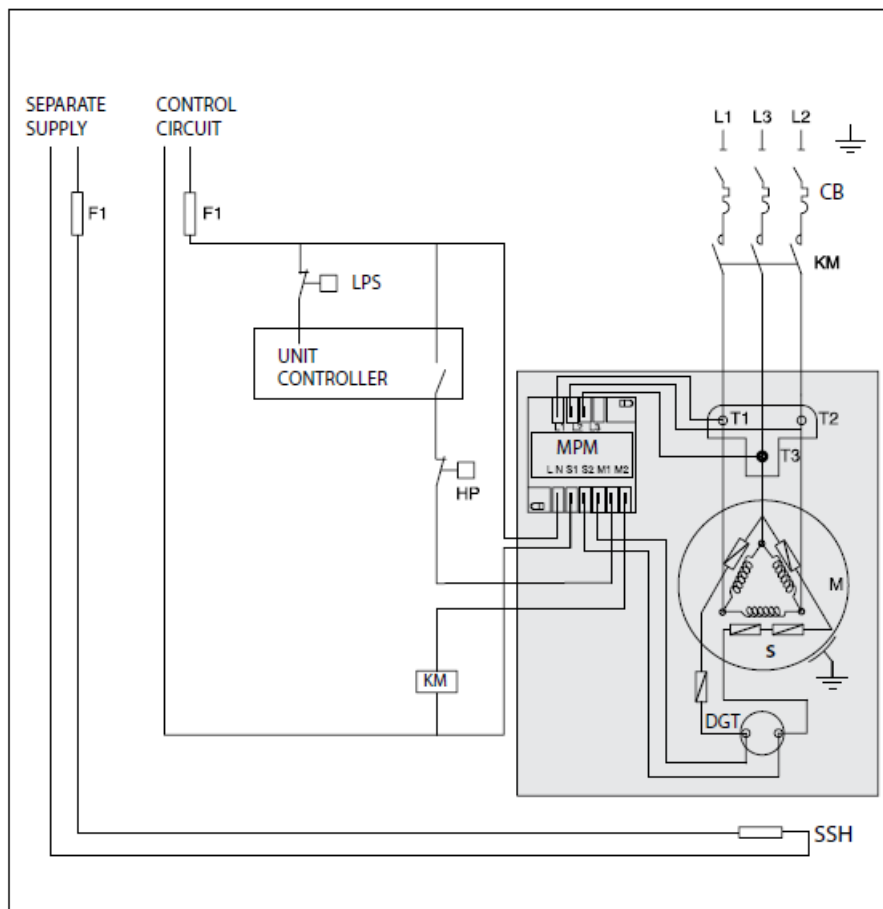 SEPARATE
SUPPLY
CONTROL
CIRCUIT
L1 L3 L2
F1
F1
CB
KM
LPS
UNIT
CONTROLLER
L1 L2 L3
T1
T2
MPM
T3
L N S1 S2 M1 M2
HP
M
S
KM
DGT
SSH